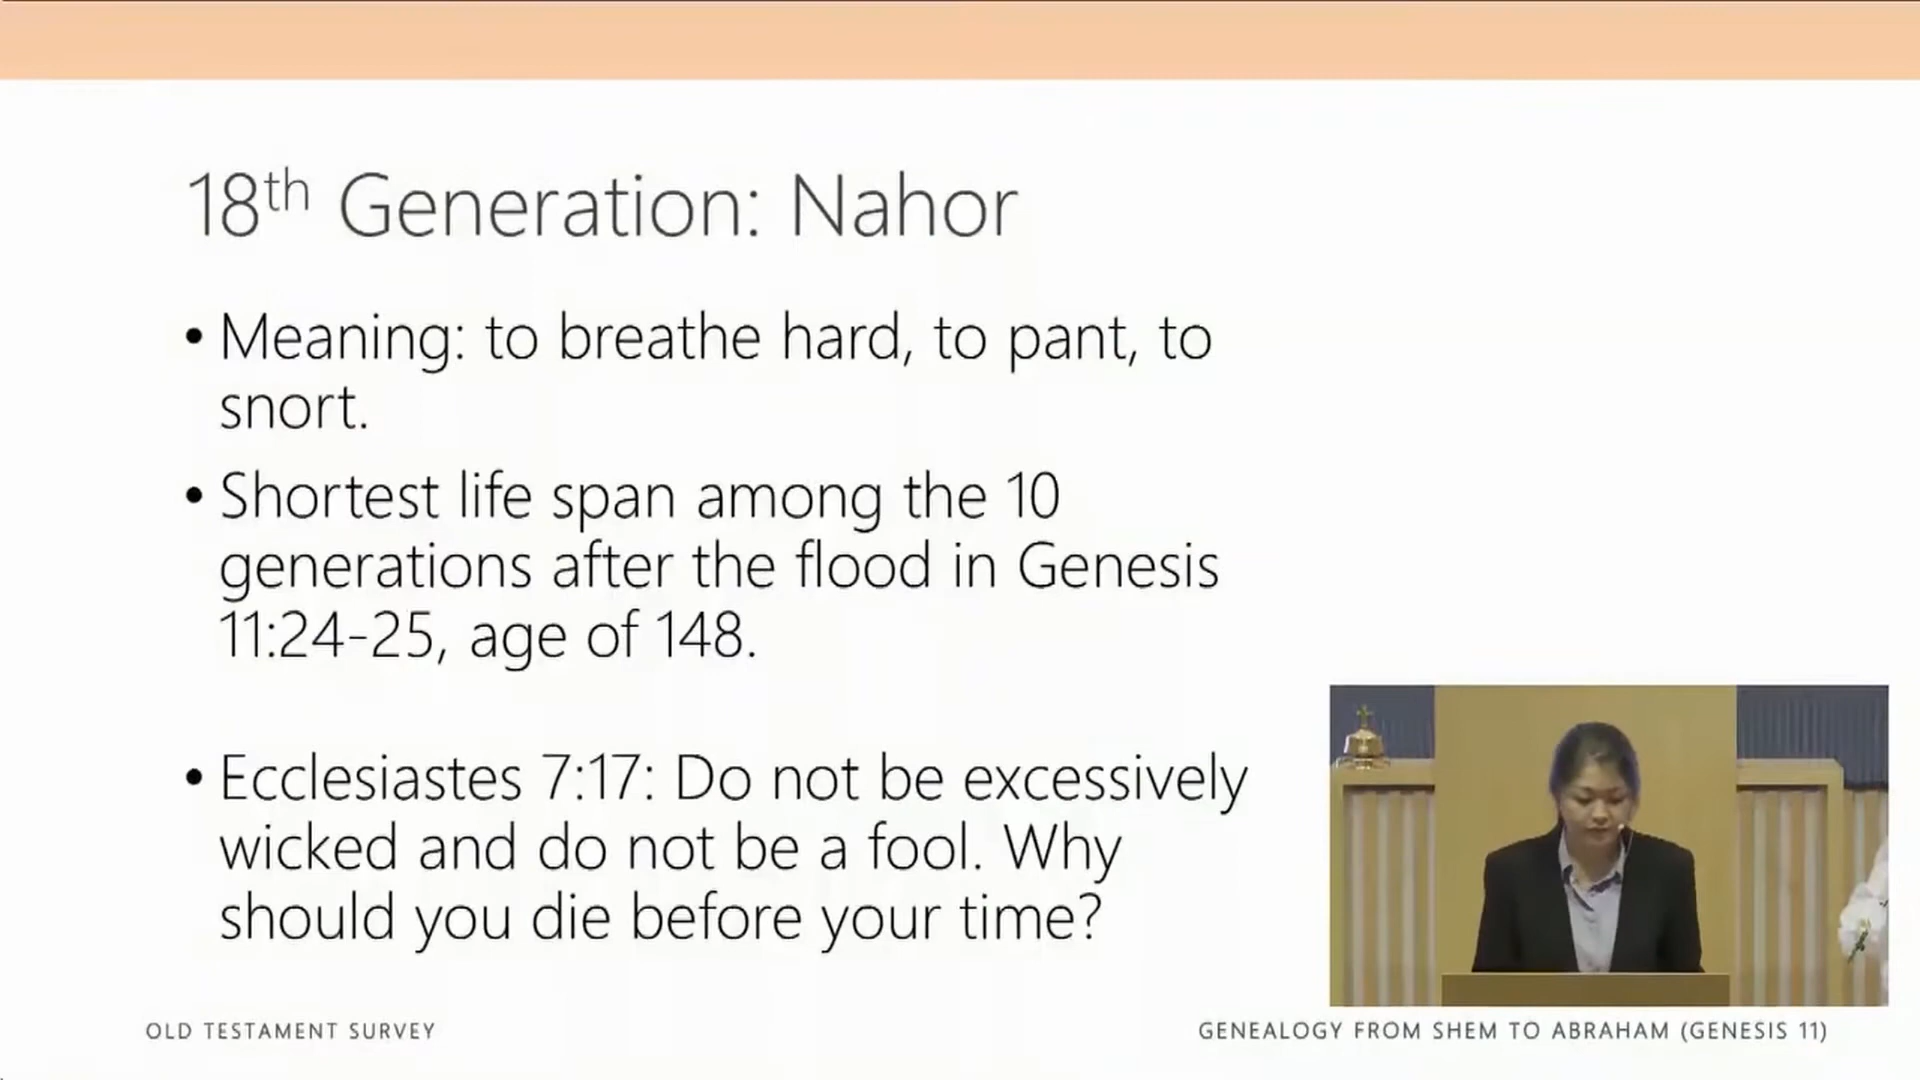 18th Generation: Nahor
• Meaning: to breathe hard, to pant, to
snort.
• Shortest life span among the 10
generations after the flood in Genesis
11:24-25, age of 148.
• Ecclesiastes 7:17: Do not be excessively
wicked and do not be a fool. Why
should you die before your time?
OLD TESTAMENT SURVEY
GENEALOGY FROM SHEM TO ABRAHAM (GENESIS 11)